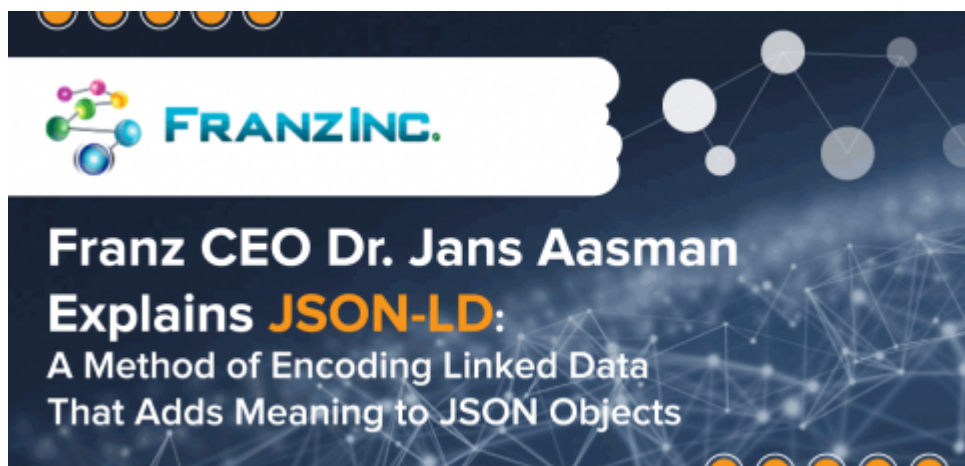 FRANZ INC.
Franz CEO Dr. Jans Aasman
Explains JSON-LD:
A Method of Encoding Linked Data
That Adds Meaning to JSON Objects